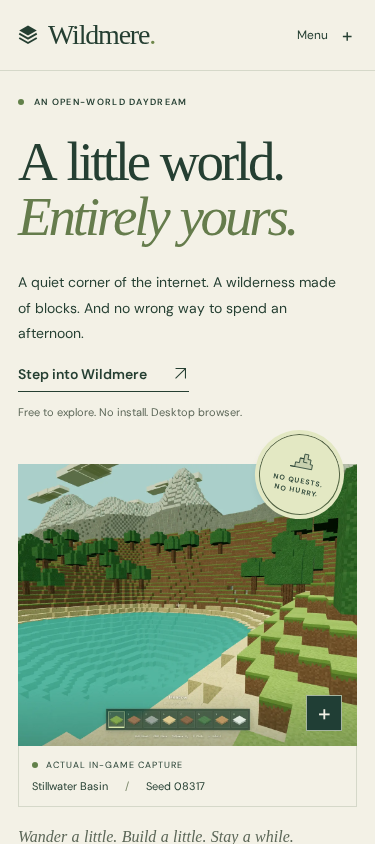 Wildmere.
Menu +
AN OPEN-WORLD DAYDREAM
A little world.
Entirely yours.
A quiet corner of the internet. A wilderness made
of blocks. And no wrong way to spend an
afternoon.
Step into Wildmere
Free to explore. No install. Desktop browser.
NO QUESTS.
NO HURRY.
+
ACTUAL IN-GAME CAPTURE
Stillwater Basin / Seed 08317
Wander a little. Build a little. Stay a while.